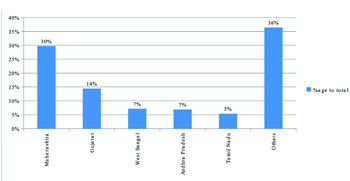 40%
35%
30%
25%
20%
15%
10%
5%
0%
30%
14%
7%
7%
5%
36%
Maharashtra
Gujarat
West Bengal
Andhra Pradesh
Tamil Nadu
Others
%age to total